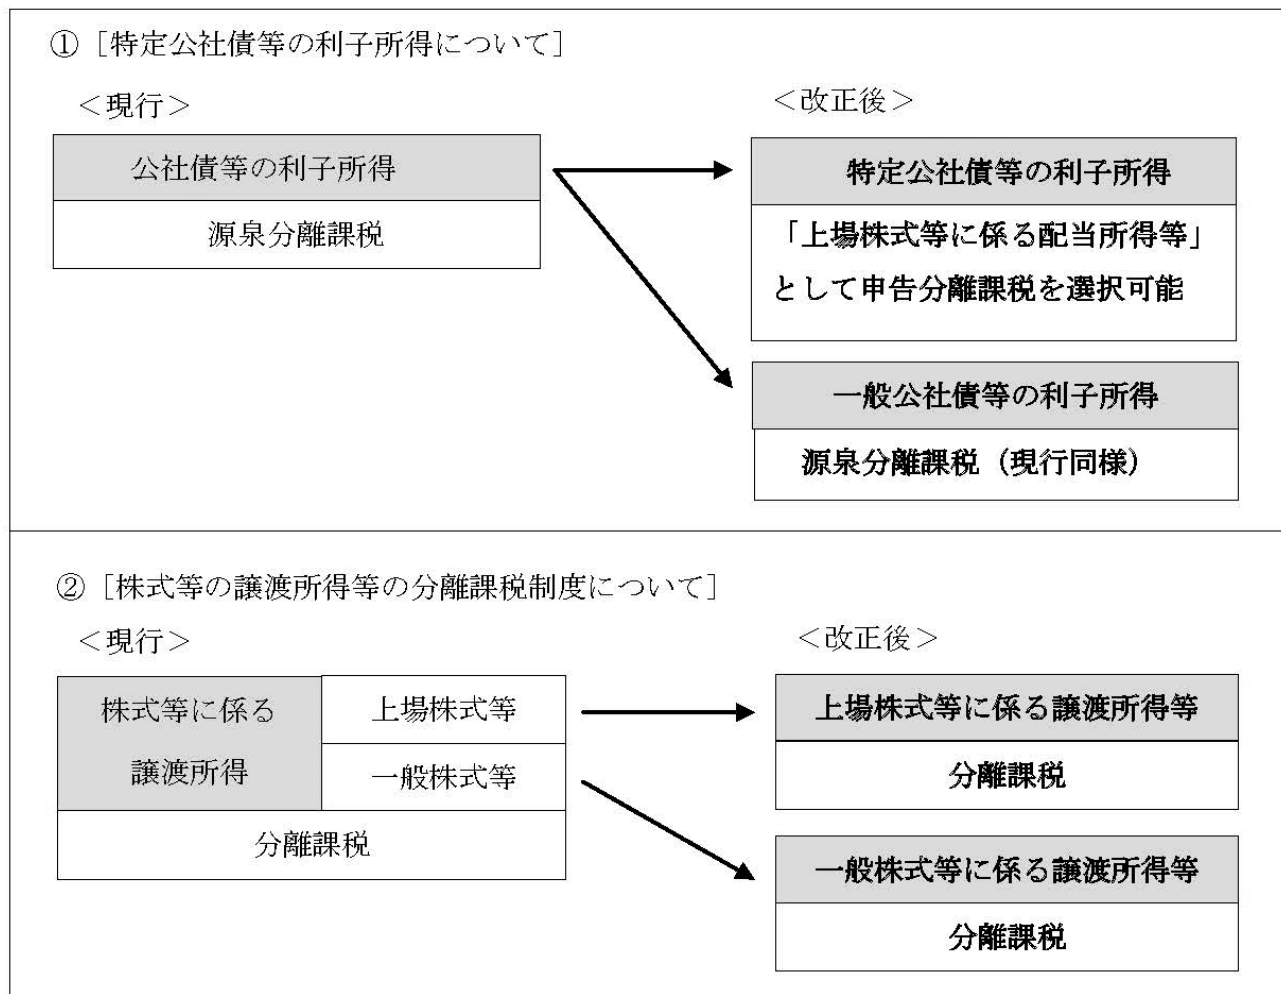 ①［特定公社債等の利子所得について］
＜現行＞
公社債等の利子所得
源泉分離課税
＜改正後＞
特定公社債等の利子所得
「上場株式等に係る配当所得等」
として申告分離課税を選択可能
一般公社債等の利子所得
源泉分離課税（現行同様）
②［株式等の譲渡所得等の分離課税制度について］
＜現行＞
株式等に係る
譲渡所得
上場株式等
一般株式等
分離課税
＜改正後＞
上場株式等に係る譲渡所得等
分離課税
一般株式等に係る譲渡所得等
分離課税